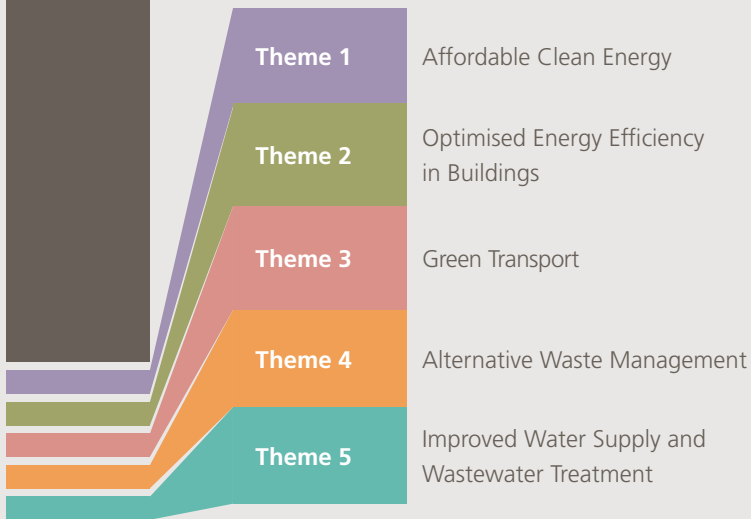 Theme 1
Affordable Clean Energy
Theme 2
Optimised Energy Efficiency
in Buildings
Theme 3
Green Transport
Theme 4
Alternative Waste Management
Theme 5
Improved Water Supply and
Wastewater Treatment